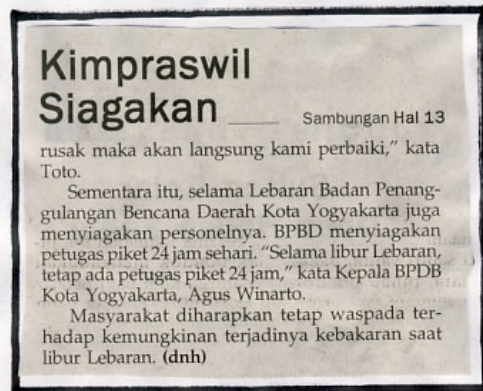 Kimpraswil
Siagakan
Sambungan Hal 13
rusak maka akan langsung kami perbaiki,” kata
Toto.
Sementara itu, selama Lebaran Badan Penang-
gulangan Bencana Daerah Kota Yogyakarta juga
menyiagakan personelnya. BPBD menyiagakan
petugas piket 24 jam sehari. “Selama libur Lebaran,
tetap ada petugas piket 24 jam,” kata Kepala BPDB
Kota Yogyakarta, Agus Winarto.
Masyarakat diharapkan tetap waspada ter-
hadap kemungkinan terjadinya kebakaran saat
libur Lebaran. (dnh)